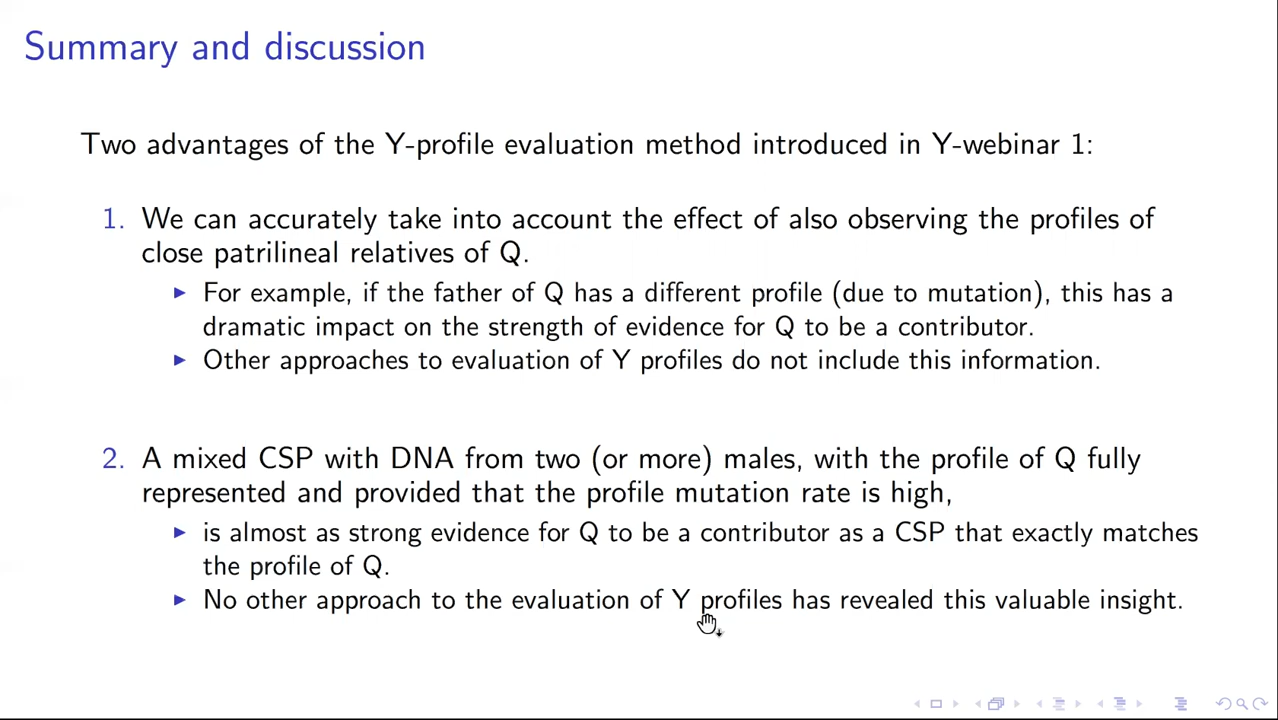 Summary and discussion
Two advantages of the Y-profile evaluation method introduced in Y-webinar 1:
1. We can accurately take into account the effect of also observing the profiles of
close patrilineal relatives of Q.
▶ For example, if the father of Q has a different profile (due to mutation), this has a
dramatic impact on the strength of evidence for Q to be a contributor.
▶ Other approaches to evaluation of Y profiles do not include this information.
2. A mixed CSP with DNA from two (or more) males, with the profile of Q fully
represented and provided that the profile mutation rate is high,
▶ is almost as strong evidence for Q to be a contributor as a CSP that exactly matches
the profile of Q.
▶ No other approach to the evaluation of Y profiles has revealed this valuable insight.